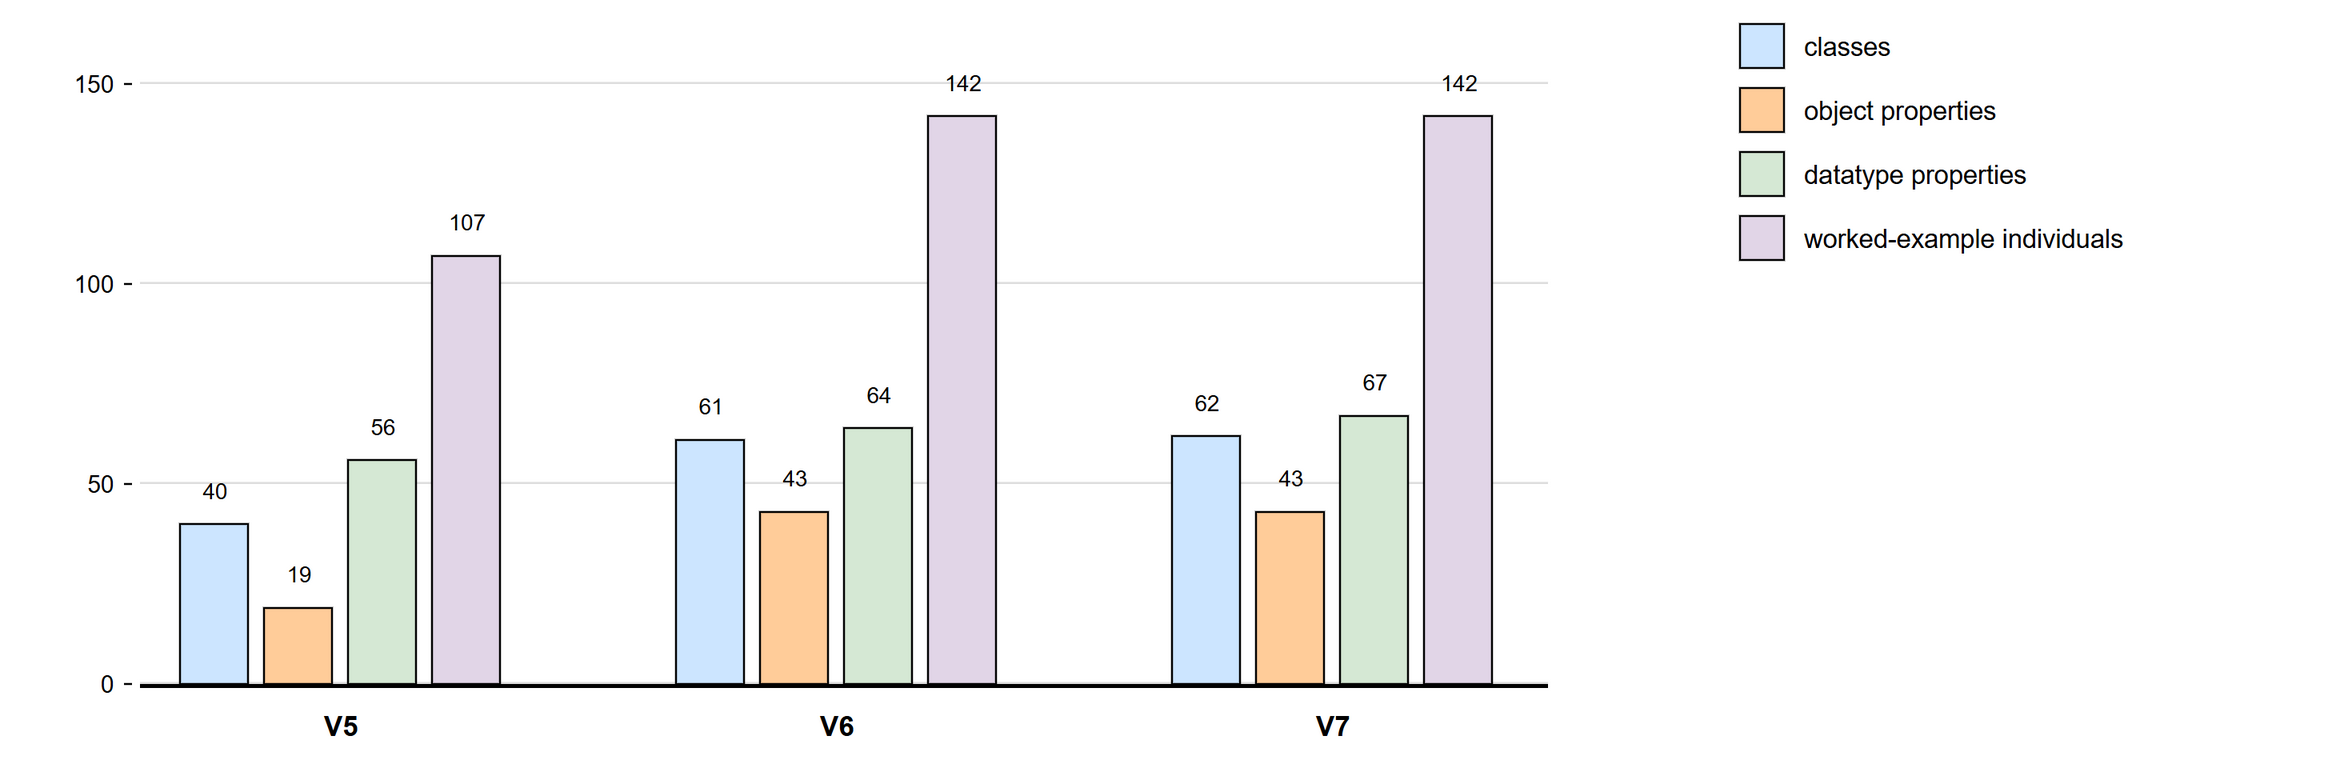 classes
object properties
datatype properties
worked-example individuals
150
100
50
0
40
19
56
107
61
43
64
142
62
43
67
142
V5
V6
V7